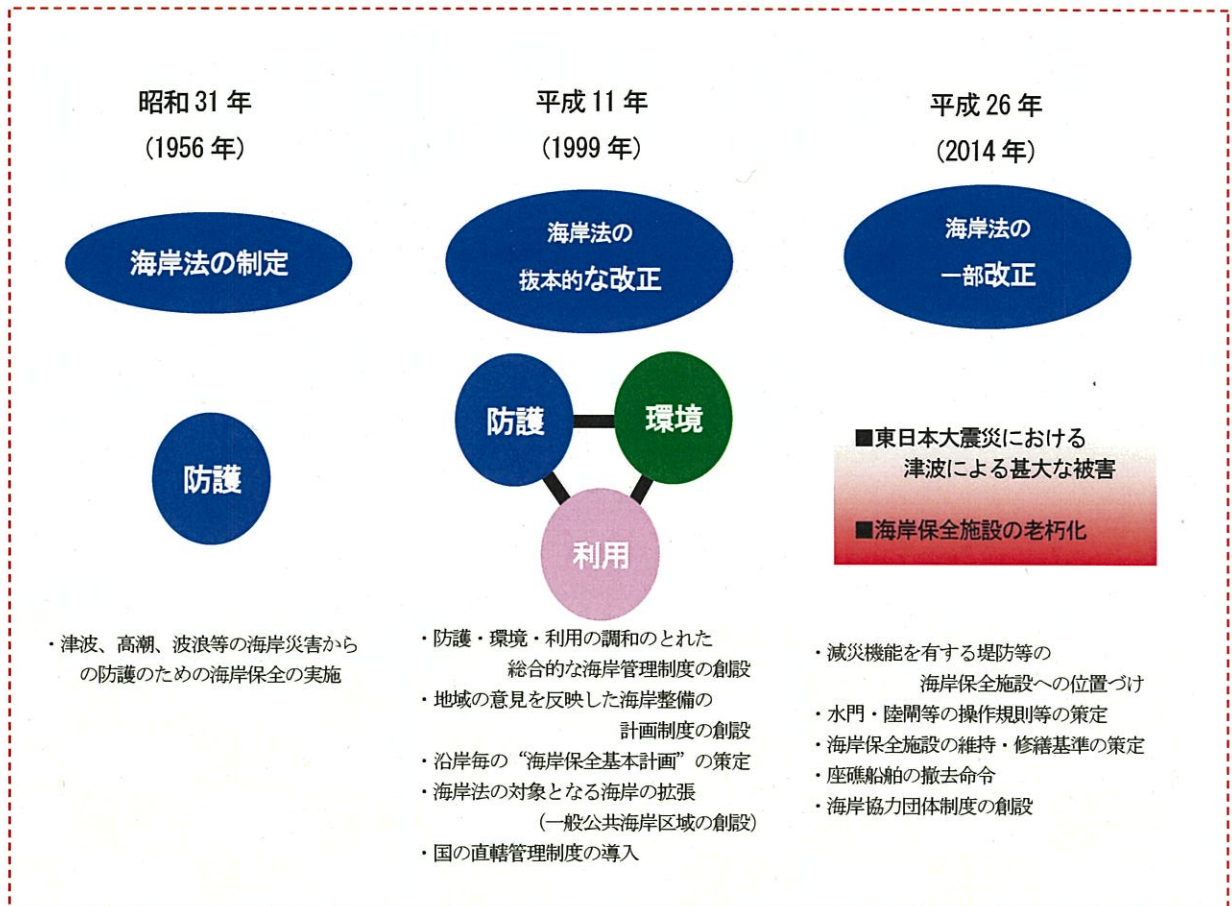 昭和31年
(1956年)
海岸法の制定
防護
・津波、高潮、波浪等の海岸災害から
の防護のための海岸保全の実施
平成11年
(1999年)
海岸法の
抜本的な改正
防護
環境
利用
・防護・環境・利用の調和のとれた
総合的な海岸管理制度の創設
・地域の意見を反映した海岸整備の
計画制度の創設
・沿岸毎の“海岸保全基本計画”の策定
・海岸法の対象となる海岸の拡張
(一般公共海岸区域の創設)
・国の直轄管理制度の導入
平成26年
(2014年)
海岸法の
一部改正
■東日本大震災における
津波による甚大な被害
■海岸保全施設の老朽化
・減災機能を有する堤防等の
海岸保全施設への位置づけ
・水門・陸閘等の操作規則等の策定
・海岸保全施設の維持・修繕基準の策定
・座礁船舶の撤去命令
・海岸協力団体制度の創設